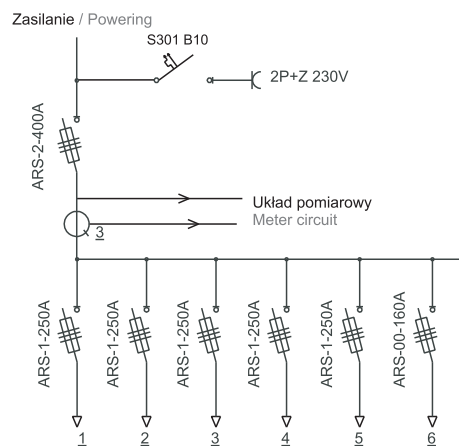 Zasilanie / Powering
S301 B10
2P+Z 230V
ARS-2-400A
Układ pomiarowy
Meter circuit
3
ARS-1-250A
ARS-1-250A
ARS-1-250A
ARS-1-250A
ARS-1-250A
ARS-00-160A
1 2 3 4 5 6